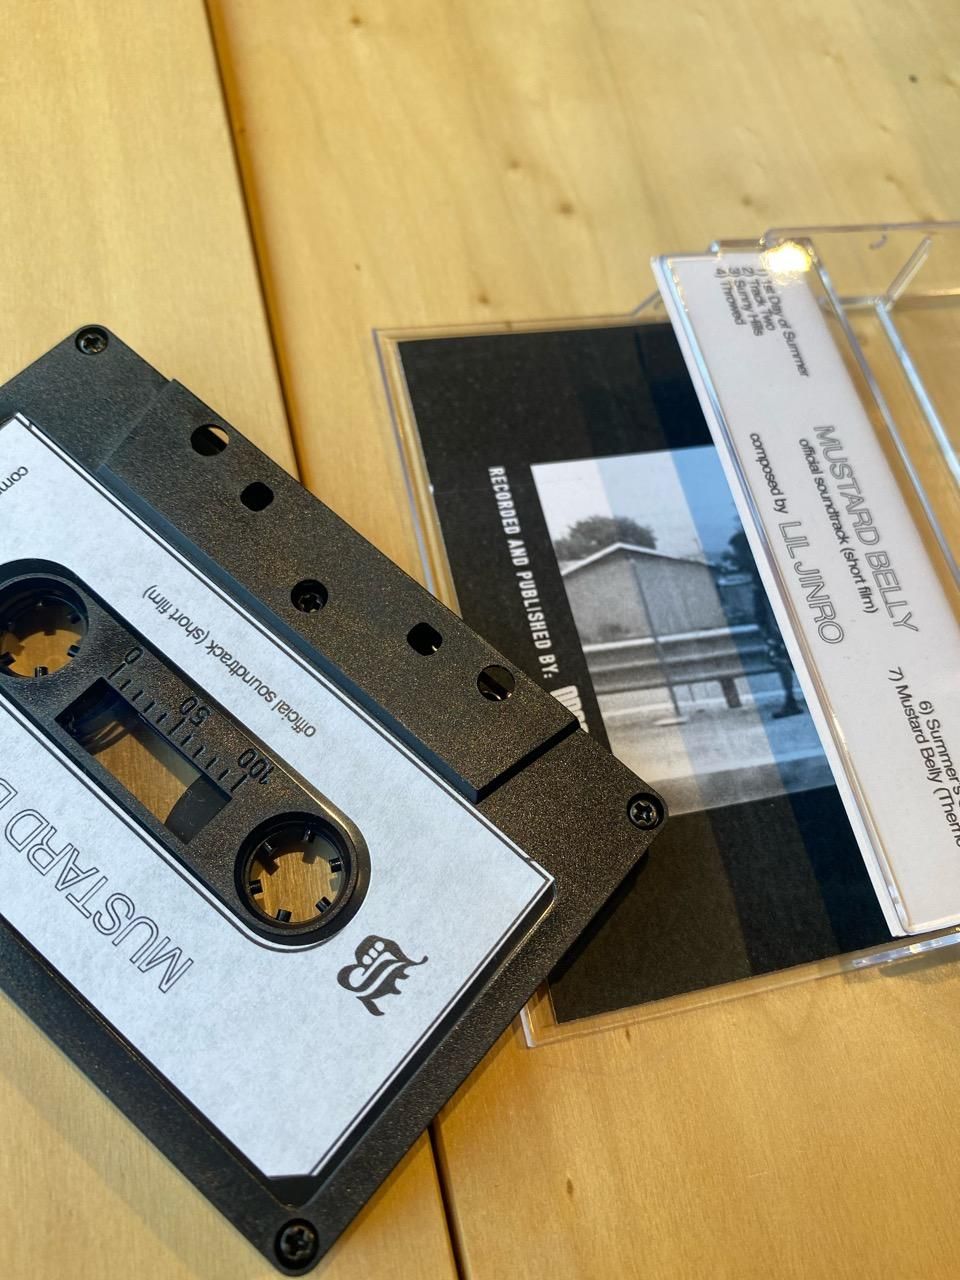 1) 1st Day of Summer
2) Track Two
3) Sunny Hills
4) Throwed
MUSTARD BELLY
official soundtrack (short film)
composed by LIL JINRO
6) Summer's
7) Mustard Belly (Theme
RECORDED AND PUBLISHED BY:
official soundtrack (short film)
0 50 100
MUSTARD